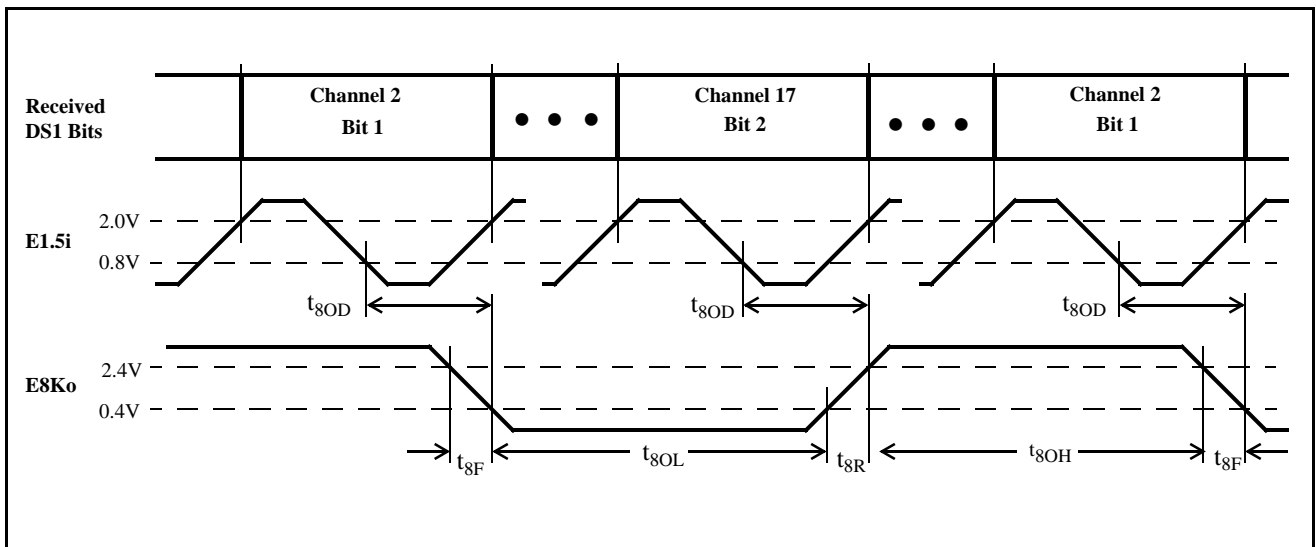 Received
DS1 Bits
Channel 2
Bit 1
• • •
Channel 17
Bit 2
• • •
Channel 2
Bit 1
E1.5i
2.0V
0.8V
t8OD
t8OD
t8OD
E8Ko
2.4V
0.4V
t8F
t8OL
t8R
t8OH
t8F